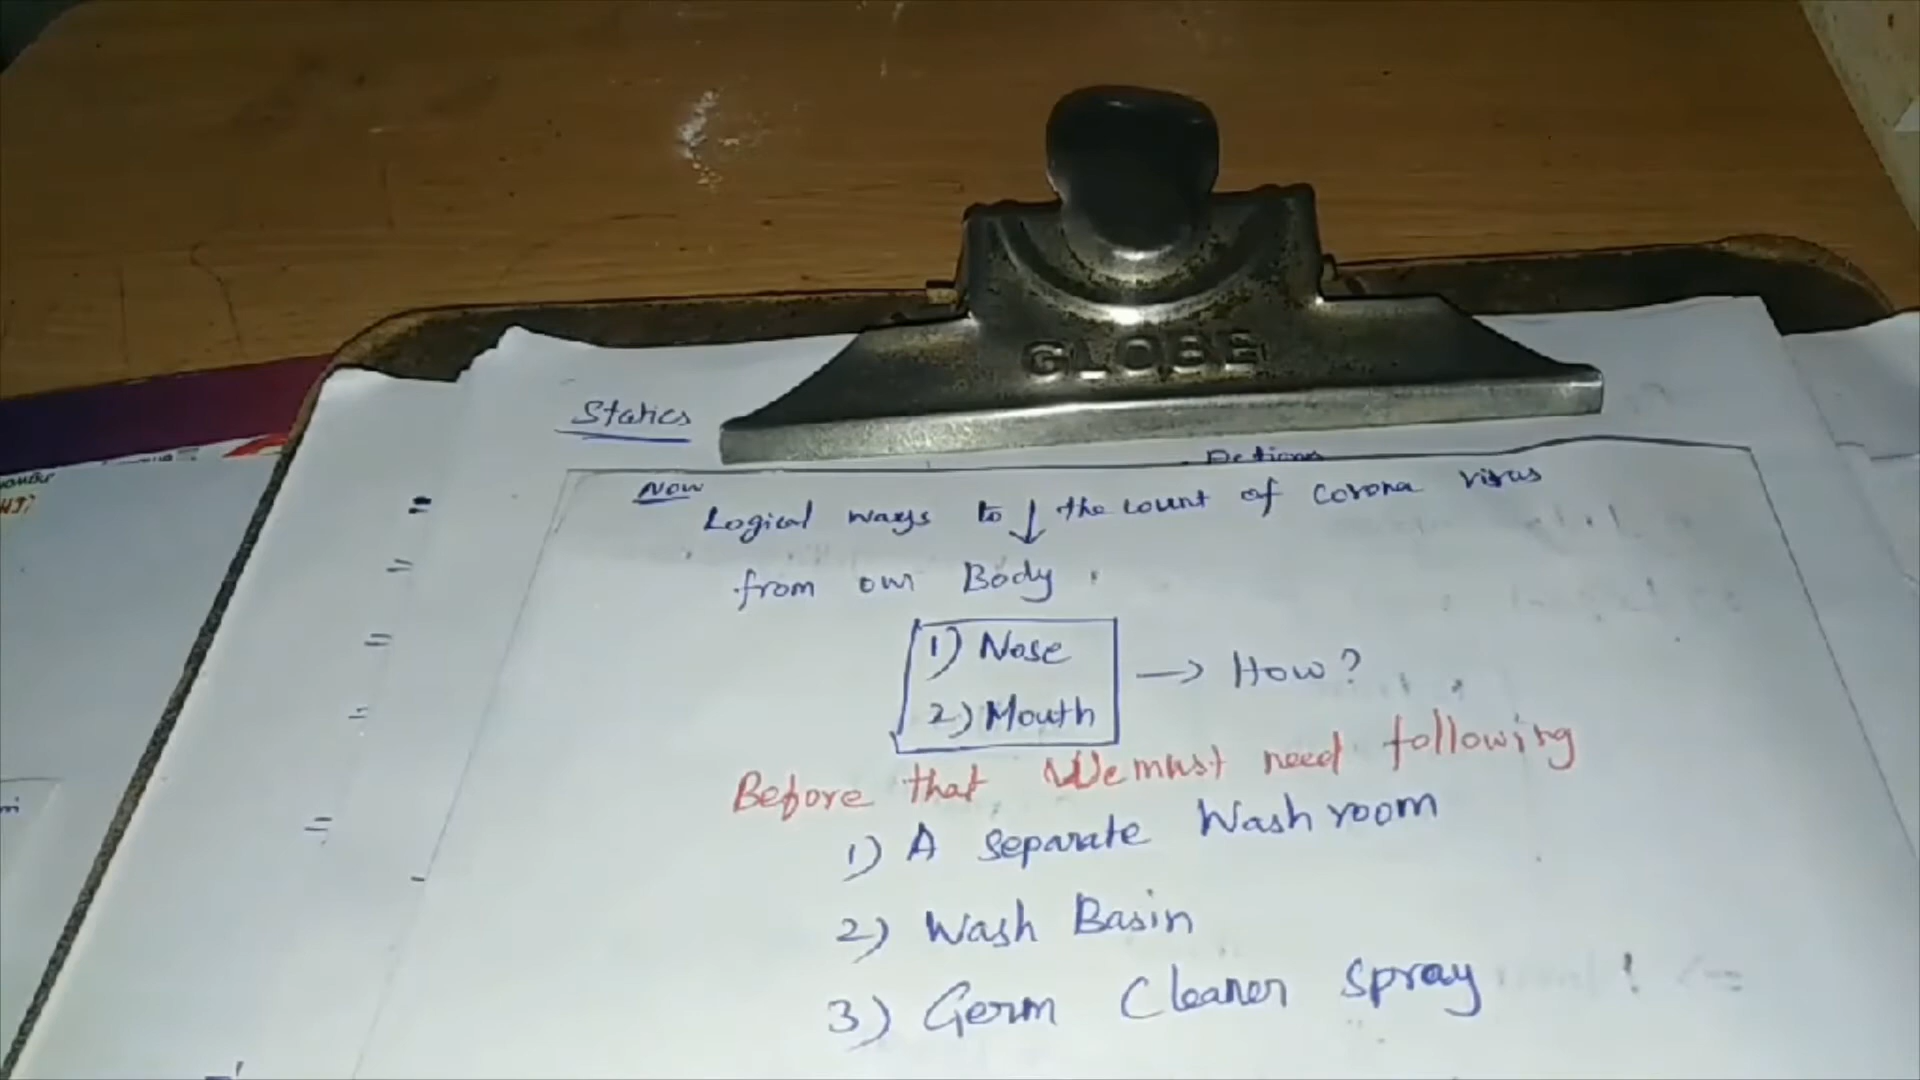 GLOBE
Statics
Now
Logical ways to ↓ the count of corona virus
from our Body
1) Nose
2) Mouth
→ How?
Before that We must need following
1) A separate Wash room
2) Wash Basin
3) Germ Cleaner spray